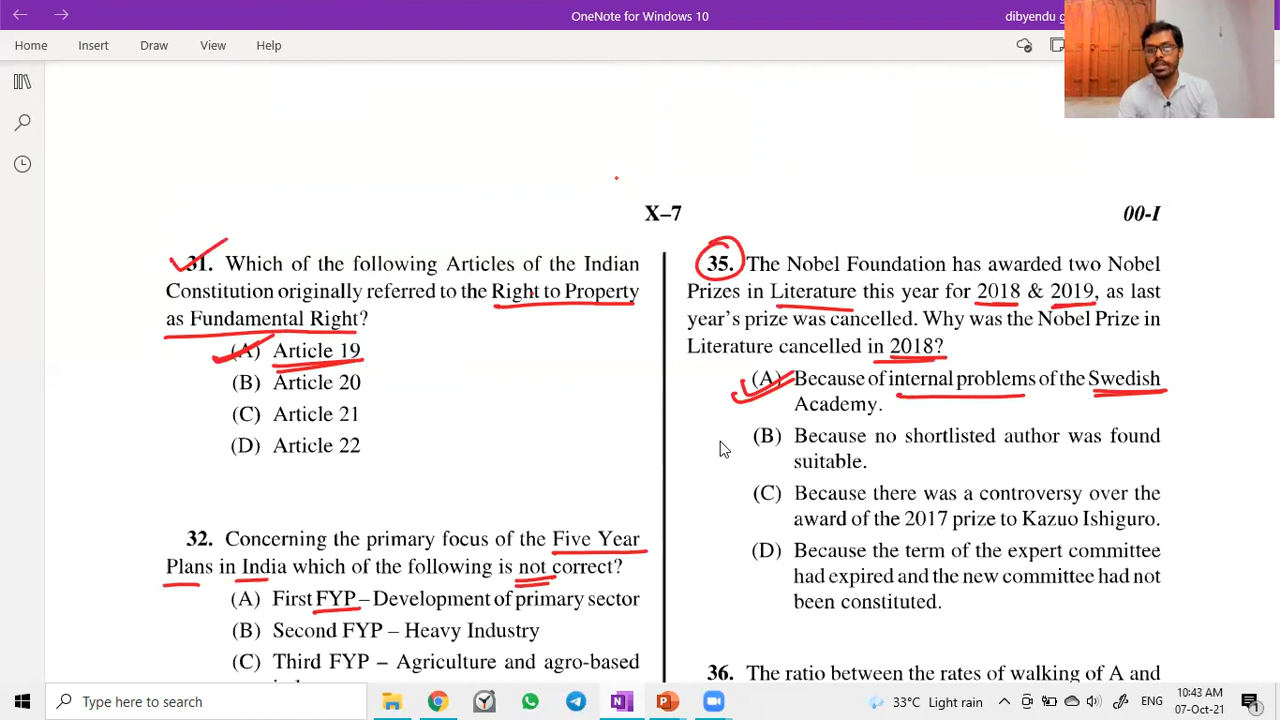 OneNote for Windows 10
dibyendu g
Home Insert Draw View Help
X–7
00-I
31. Which of the following Articles of the Indian
Constitution originally referred to the Right to Property
as Fundamental Right?
(A) Article 19
(B) Article 20
(C) Article 21
(D) Article 22
32. Concerning the primary focus of the Five Year
Plans in India which of the following is not correct?
(A) First FYP – Development of primary sector
(B) Second FYP – Heavy Industry
(C) Third FYP – Agriculture and agro-based
35. The Nobel Foundation has awarded two Nobel
Prizes in Literature this year for 2018 & 2019, as last
year's prize was cancelled. Why was the Nobel Prize in
Literature cancelled in 2018?
(A) Because of internal problems of the Swedish
Academy.
(B) Because no shortlisted author was found
suitable.
(C) Because there was a controversy over the
award of the 2017 prize to Kazuo Ishiguro.
(D) Because the term of the expert committee
had expired and the new committee had not
been constituted.
36. The ratio between the rates of walking of A and
Type here to search
33°C Light rain
ENG
10:43 AM
07-Oct-21